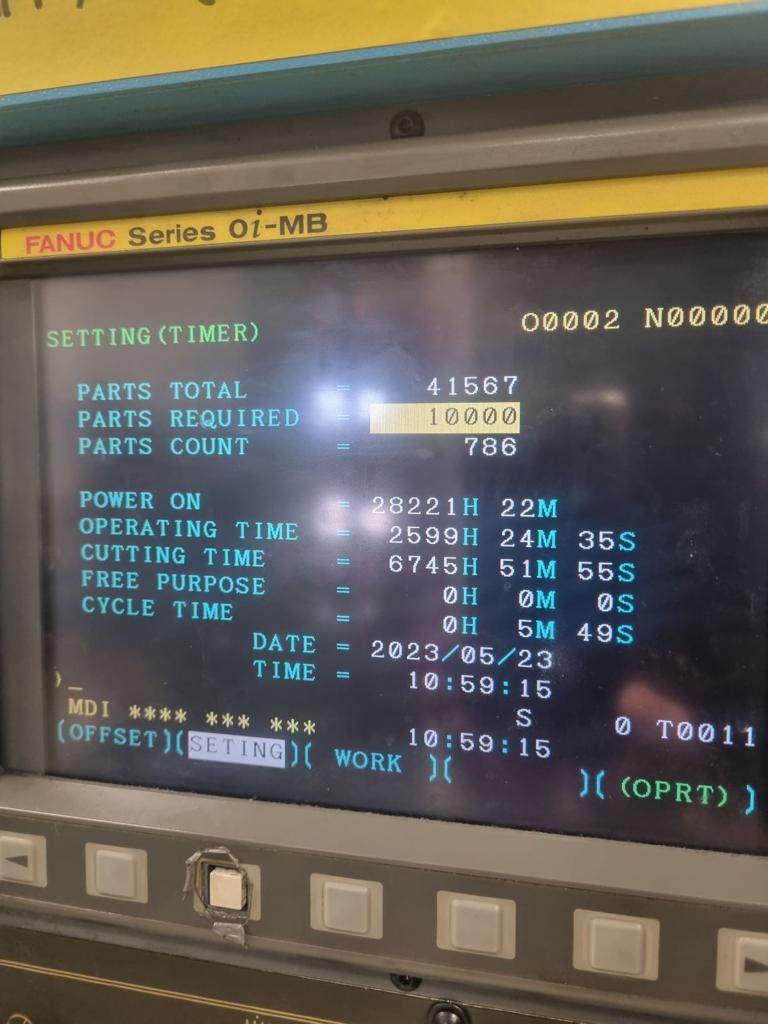 FANUC Series 0i-MB
SETTING(TIMER) O0002 N00000
PARTS TOTAL = 41567
PARTS REQUIRED = 10000
PARTS COUNT = 786
POWER ON = 28221H 22M
OPERATING TIME = 2599H 24M 35S
CUTTING TIME = 6745H 51M 55S
FREE PURPOSE = 0H 0M 0S
CYCLE TIME = 0H 5M 49S
DATE = 2023/05/23
TIME = 10:59:15
)_
S 0 T0011
MDI **** *** *** 10:59:15
(OFFSET)(SETING)( WORK )( )( (OPRT) )